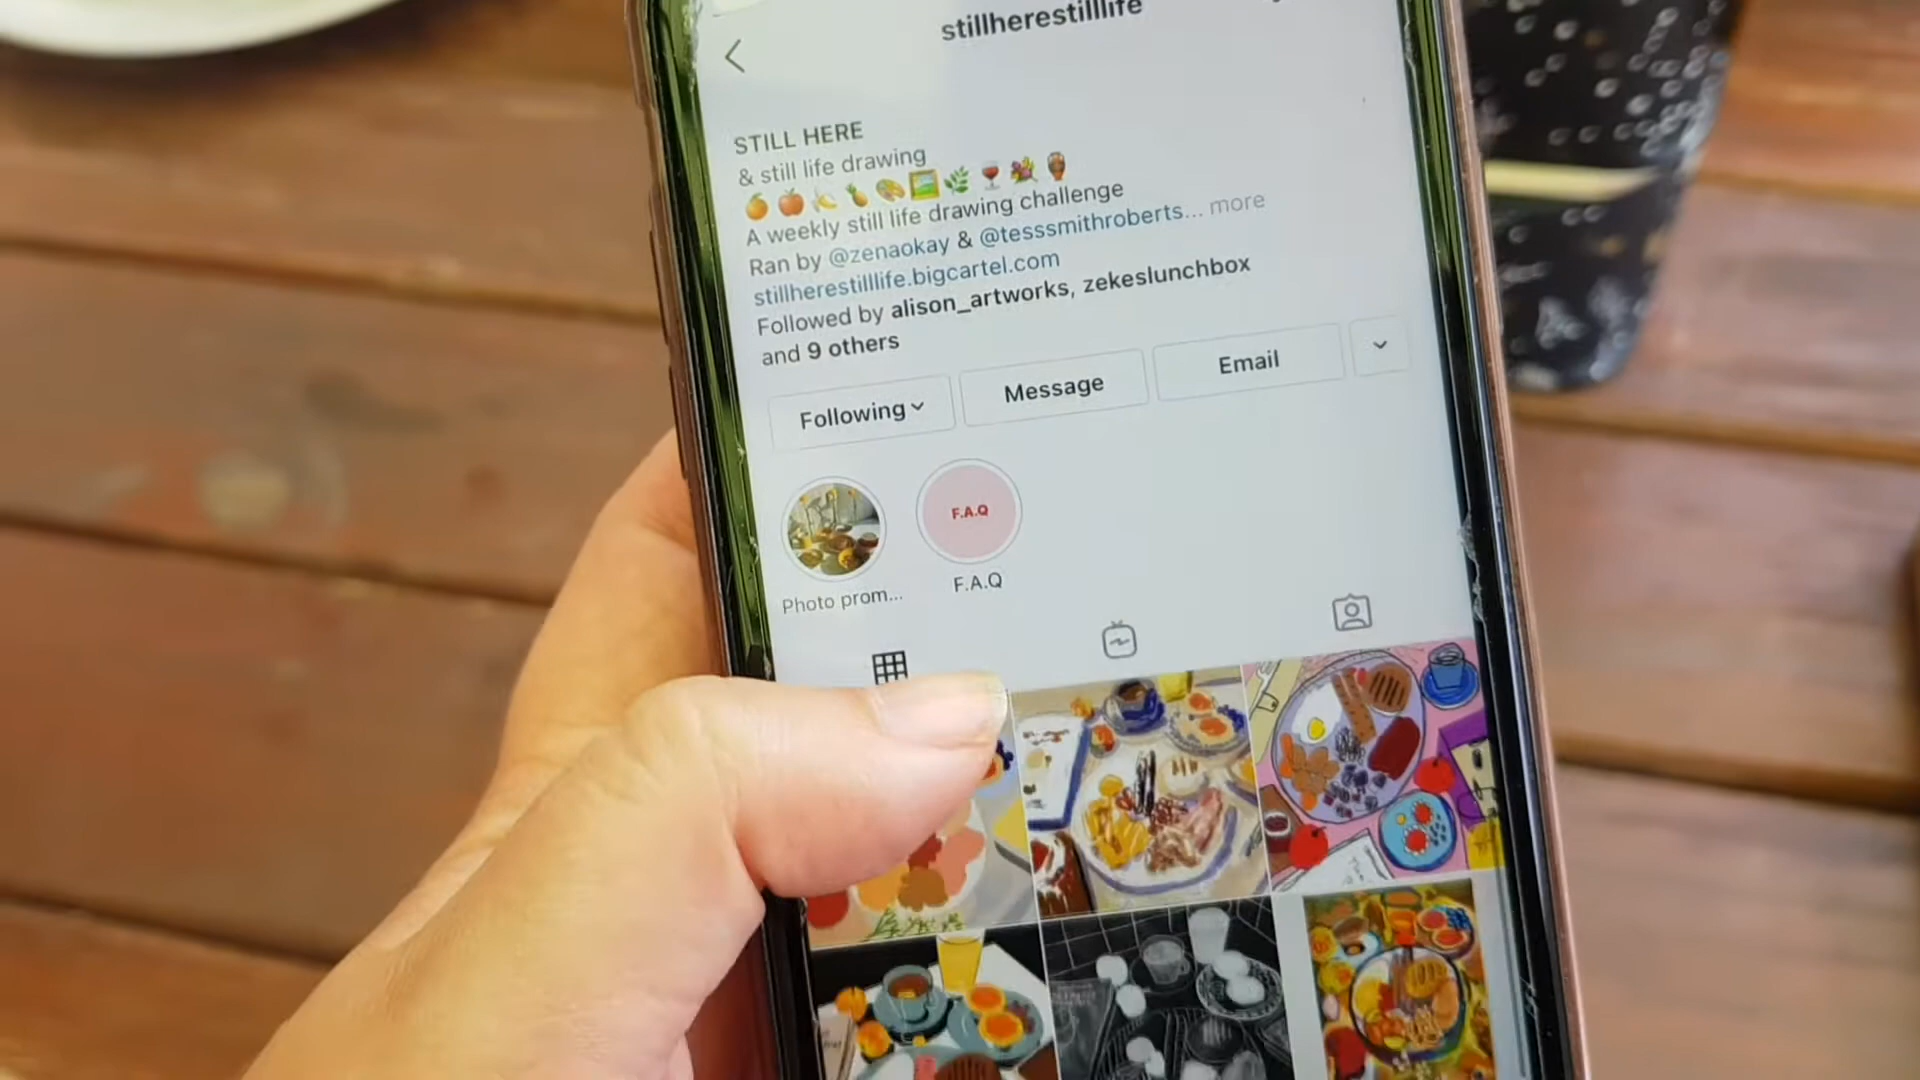 stillherestilllife
STILL HERE
& still life drawing
🍊🍎🍌🍍🎨🖼️🌿🍷💐🏺
A weekly still life drawing challenge
Ran by @zenaokay & @tesssmithroberts... more
stillherestilllife.bigcartel.com
Followed by alison_artworks, zekeslunchbox
and 9 others
Following
Message
Email
F.A.Q
Photo prom...
F.A.Q